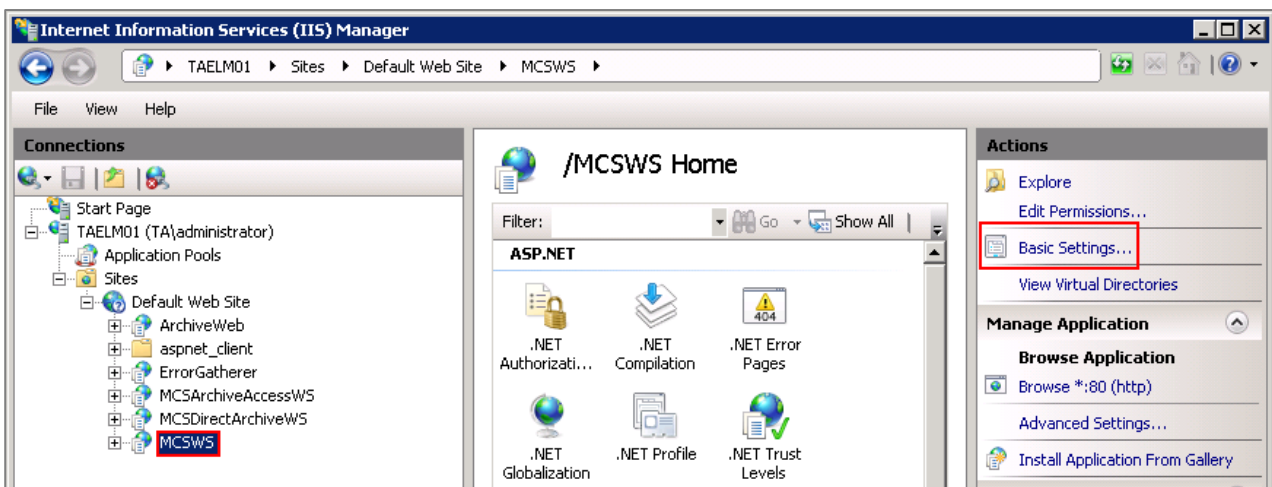 Internet Information Services (IIS) Manager
TAELM01 Sites Default Web Site MCSWS
File View Help
Connections
Start Page
TAELM01 (TA\administrator)
Application Pools
Sites
Default Web Site
ArchiveWeb
aspnet_client
ErrorGatherer
MCSArchiveAccessWS
MCSDirectArchiveWS
MCSWS
/MCSWS Home
Filter: Go Show All
ASP.NET
404
.NET .NET .NET Error
Authorizati... Compilation Pages
.NET .NET Profile .NET Trust
Globalization Levels
Actions
Explore
Edit Permissions...
Basic Settings...
View Virtual Directories
Manage Application
Browse Application
Browse *:80 (http)
Advanced Settings...
Install Application From Gallery